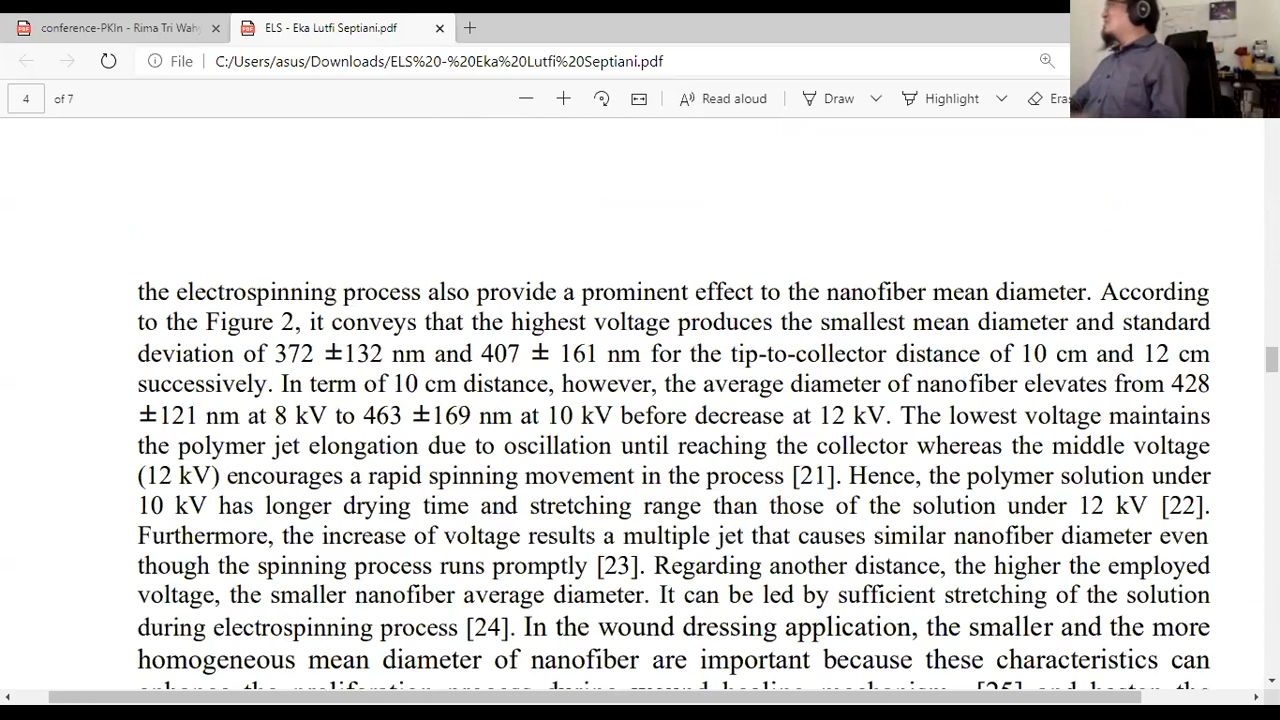 conference-PKIn - Rima Tri Wahy
ELS - Eka Lutfi Septiani.pdf
File C:/Users/asus/Downloads/ELS%20-%20Eka%20Lutfi%20Septiani.pdf
4 of 7 Read aloud Draw Highlight Eras
the electrospinning process also provide a prominent effect to the nanofiber mean diameter. According
to the Figure 2, it conveys that the highest voltage produces the smallest mean diameter and standard
deviation of 372 ±132 nm and 407 ± 161 nm for the tip-to-collector distance of 10 cm and 12 cm
successively. In term of 10 cm distance, however, the average diameter of nanofiber elevates from 428
±121 nm at 8 kV to 463 ±169 nm at 10 kV before decrease at 12 kV. The lowest voltage maintains
the polymer jet elongation due to oscillation until reaching the collector whereas the middle voltage
(12 kV) encourages a rapid spinning movement in the process [21]. Hence, the polymer solution under
10 kV has longer drying time and stretching range than those of the solution under 12 kV [22].
Furthermore, the increase of voltage results a multiple jet that causes similar nanofiber diameter even
though the spinning process runs promptly [23]. Regarding another distance, the higher the employed
voltage, the smaller nanofiber average diameter. It can be led by sufficient stretching of the solution
during electrospinning process [24]. In the wound dressing application, the smaller and the more
homogeneous mean diameter of nanofiber are important because these characteristics can
the proliferation process during wound healing mechanism [25] and the